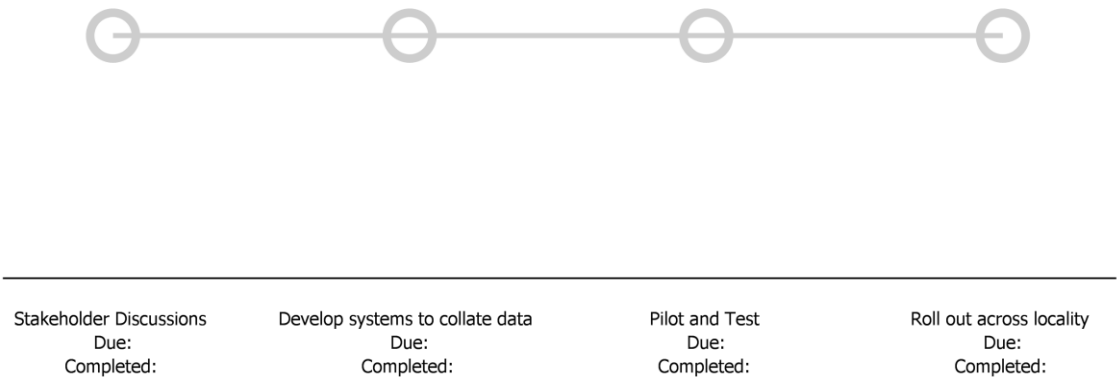 Stakeholder Discussions
Due:
Completed:
Develop systems to collate data
Due:
Completed:
Pilot and Test
Due:
Completed:
Roll out across locality
Due:
Completed: